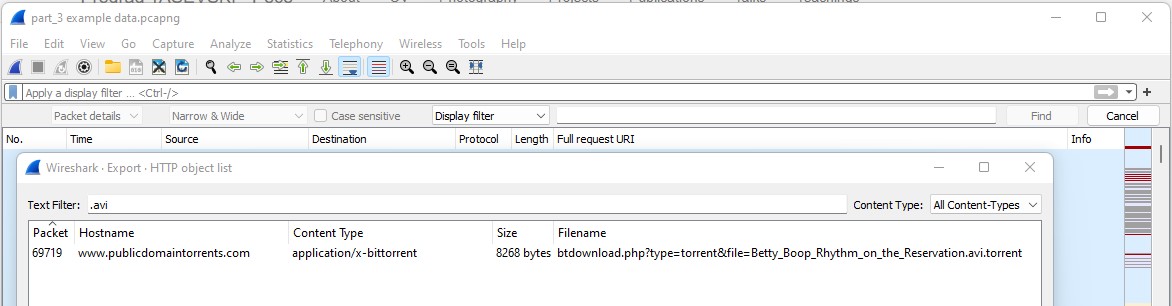 part_3 example data.pcapng
File Edit View Go Capture Analyze Statistics Telephony Wireless Tools Help
Apply a display filter ... <Ctrl-/>
Packet details Narrow & Wide Case sensitive Display filter Find Cancel
No. Time Source Destination Protocol Length Full request URI Info
Wireshark · Export · HTTP object list
Text Filter: .avi Content Type: All Content-Types
Packet Hostname Content Type Size Filename
69719 www.publicdomaintorrents.com application/x-bittorrent 8268 bytes btdownload.php?type=torrent&file=Betty_Boop_Rhythm_on_the_Reservation.avi.torrent